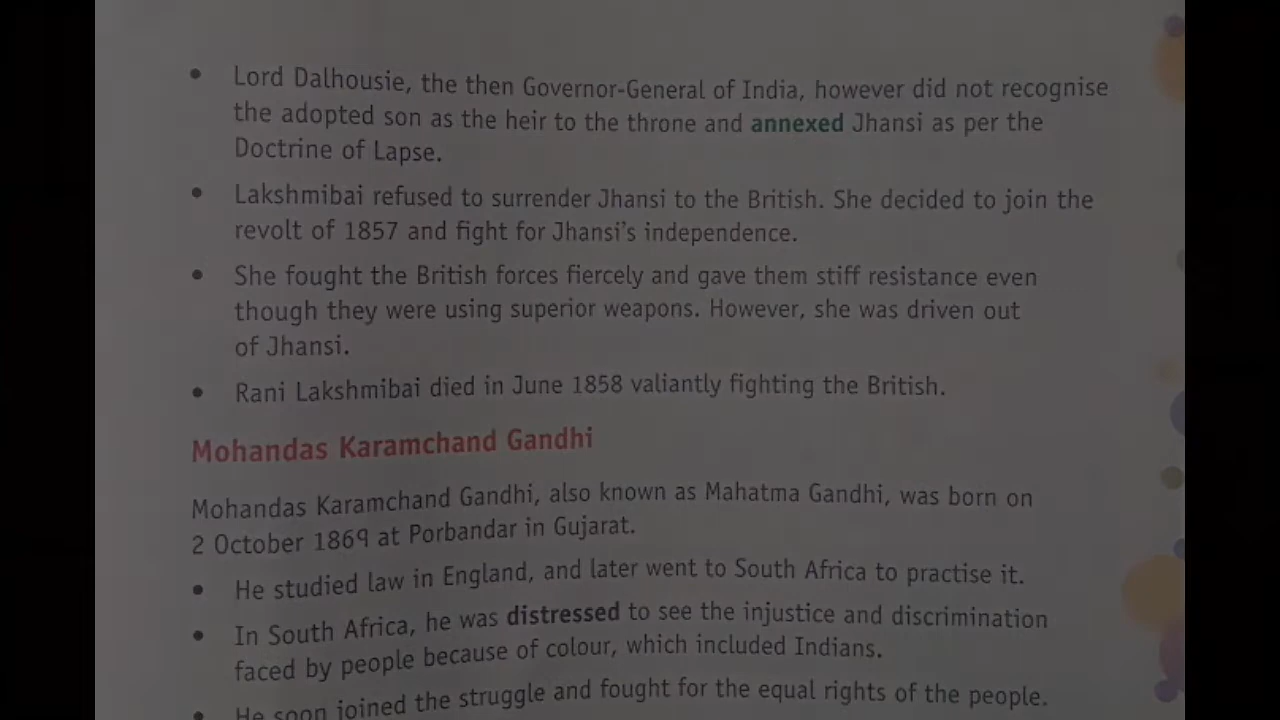 • Lord Dalhousie, the then Governor-General of India, however did not recognise
the adopted son as the heir to the throne and annexed Jhansi as per the
Doctrine of Lapse.
• Lakshmibai refused to surrender Jhansi to the British. She decided to join the
revolt of 1857 and fight for Jhansi's independence.
• She fought the British forces fiercely and gave them stiff resistance even
though they were using superior weapons. However, she was driven out
of Jhansi.
• Rani Lakshmibai died in June 1858 valiantly fighting the British.
Mohandas Karamchand Gandhi
Mohandas Karamchand Gandhi, also known as Mahatma Gandhi, was born on
2 October 1869 at Porbandar in Gujarat.
• He studied law in England, and later went to South Africa to practise it.
• In South Africa, he was distressed to see the injustice and discrimination
faced by people because of colour, which included Indians.
• He soon joined the struggle and fought for the equal rights of the people.